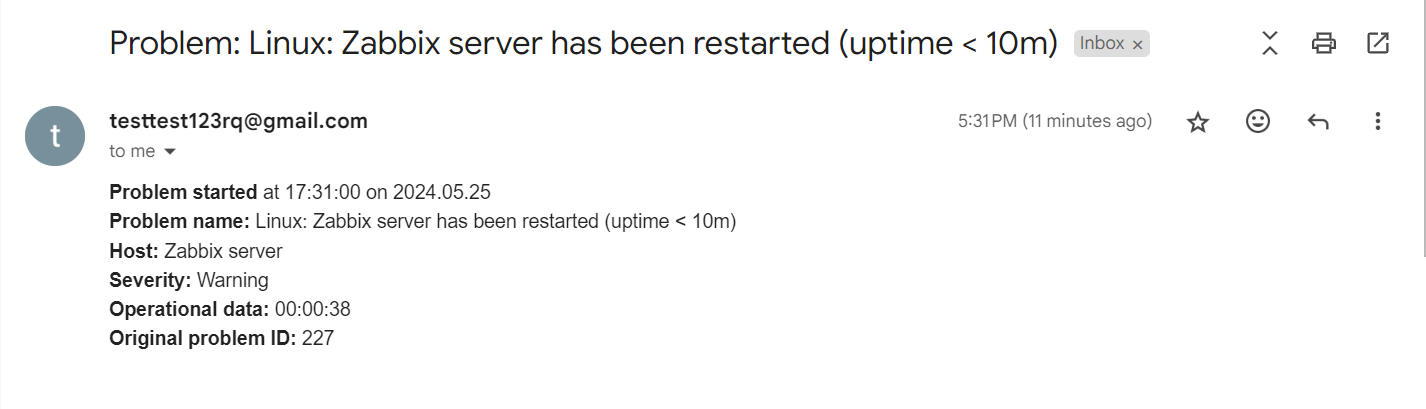 Problem: Linux: Zabbix server has been restarted (uptime < 10m) Inbox ×
t
testtest123rq@gmail.com 5:31 PM (11 minutes ago)
to me
Problem started at 17:31:00 on 2024.05.25
Problem name: Linux: Zabbix server has been restarted (uptime < 10m)
Host: Zabbix server
Severity: Warning
Operational data: 00:00:38
Original problem ID: 227